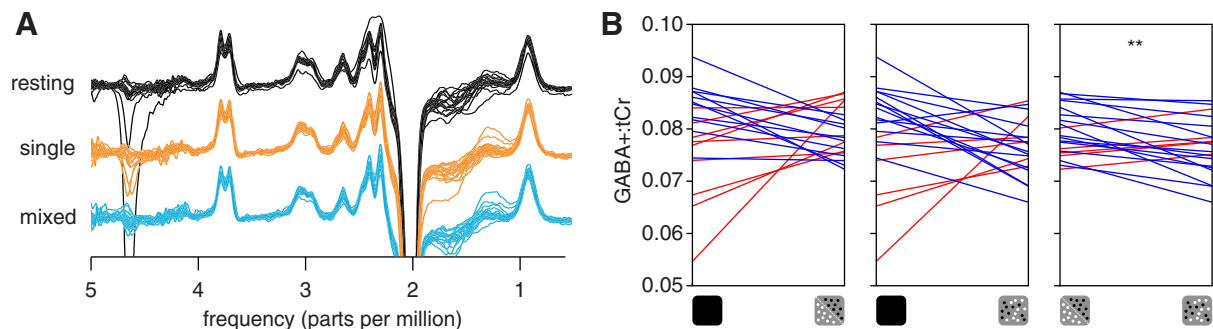 A
resting
single
mixed
5 4 3 2 1
frequency (parts per million)
B
GABA+:tCr
0.10
0.09
0.08
0.07
0.06
0.05
**